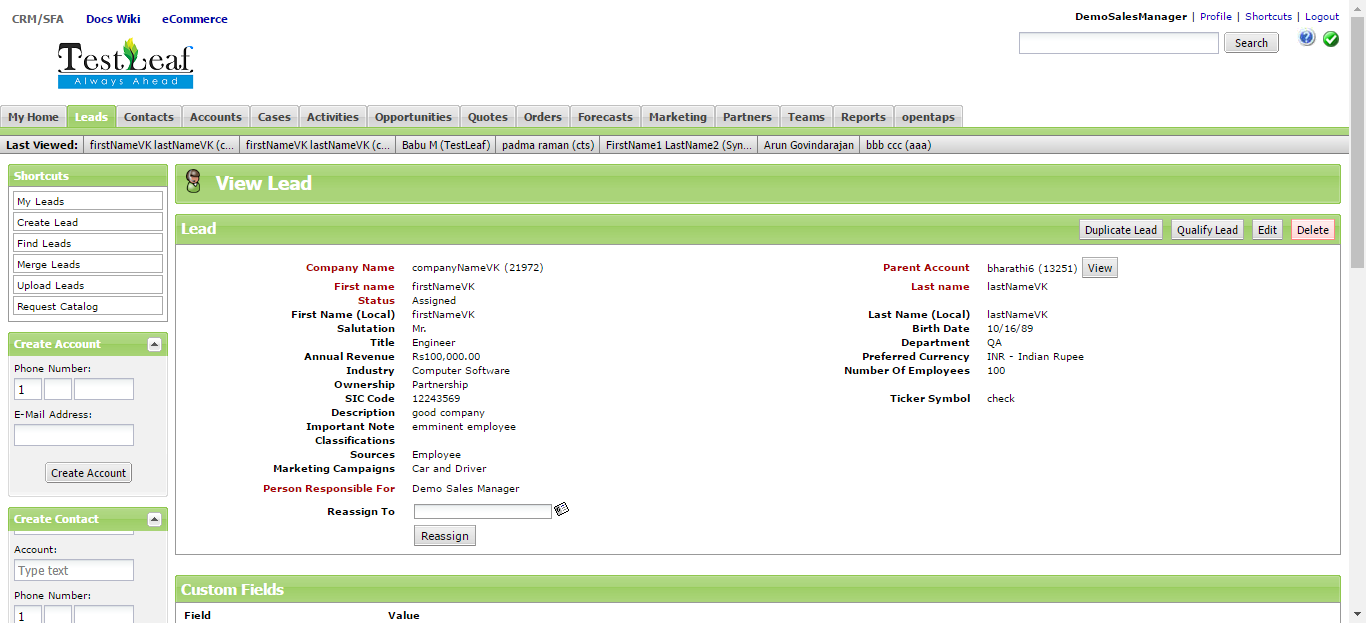 CRM/SFA Docs Wiki eCommerce
DemoSalesManager | Profile | Shortcuts | Logout
TestLeaf
Always Ahead
Search
My Home Leads Contacts Accounts Cases Activities Opportunities Quotes Orders Forecasts Marketing Partners Teams Reports opentaps
Last Viewed: firstNameVK lastNameVK (c... firstNameVK lastNameVK (c... Babu M (TestLeaf) padma raman (cts) FirstName1 LastName2 (Syn... Arun Govindarajan bbb ccc (aaa)
Shortcuts
My Leads
Create Lead
Find Leads
Merge Leads
Upload Leads
Request Catalog
Create Account
Phone Number:
1
E-Mail Address:
Create Account
Create Contact
Account:
Type text
Phone Number:
1
View Lead
Lead Duplicate Lead Qualify Lead Edit Delete
Company Name companyNameVK (21972) Parent Account bharathi6 (13251) View
First name firstNameVK Last name lastNameVK
Status Assigned
First Name (Local) firstNameVK Last Name (Local) lastNameVK
Salutation Mr. Birth Date 10/16/89
Title Engineer Department QA
Annual Revenue Rs100,000.00 Preferred Currency INR - Indian Rupee
Industry Computer Software Number Of Employees 100
Ownership Partnership
SIC Code 12243569 Ticker Symbol check
Description good company
Important Note emminent employee
Classifications
Sources Employee
Marketing Campaigns Car and Driver
Person Responsible For Demo Sales Manager
Reassign To
Reassign
Custom Fields
Field Value